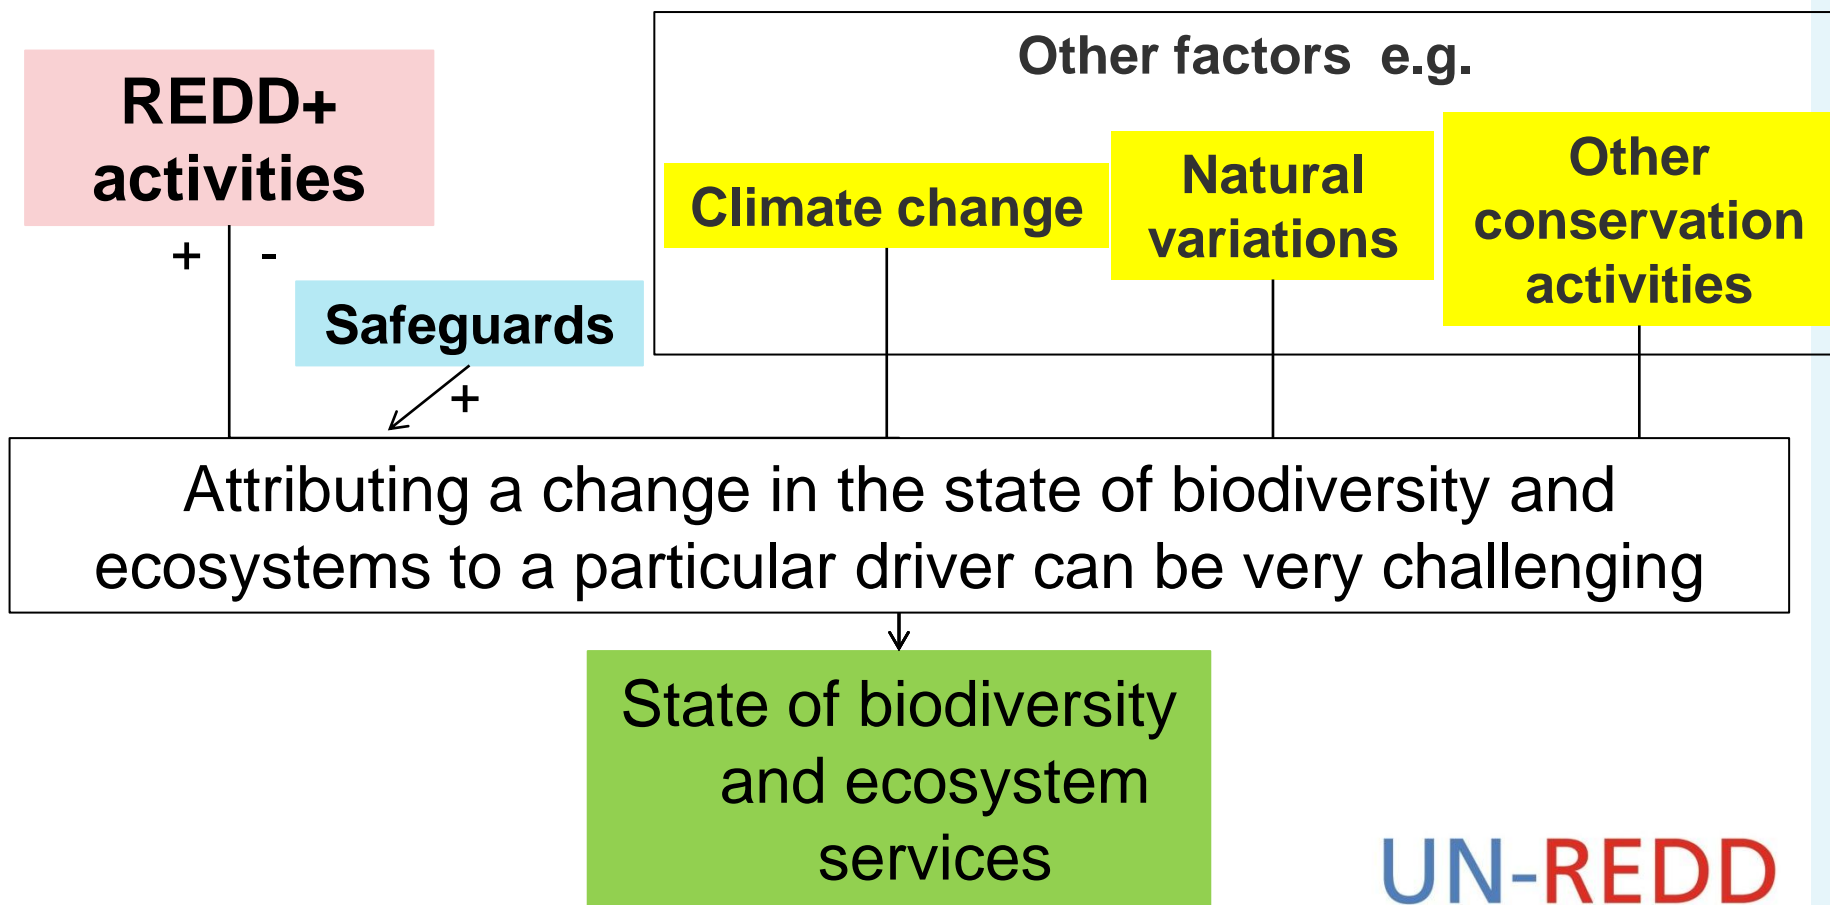 REDD+
activities
+ -
Safeguards
+
Other factors e.g.
Climate change
Natural
variations
Other
conservation
activities
Attributing a change in the state of biodiversity and
ecosystems to a particular driver can be very challenging
State of biodiversity
and ecosystem
services
UN-REDD